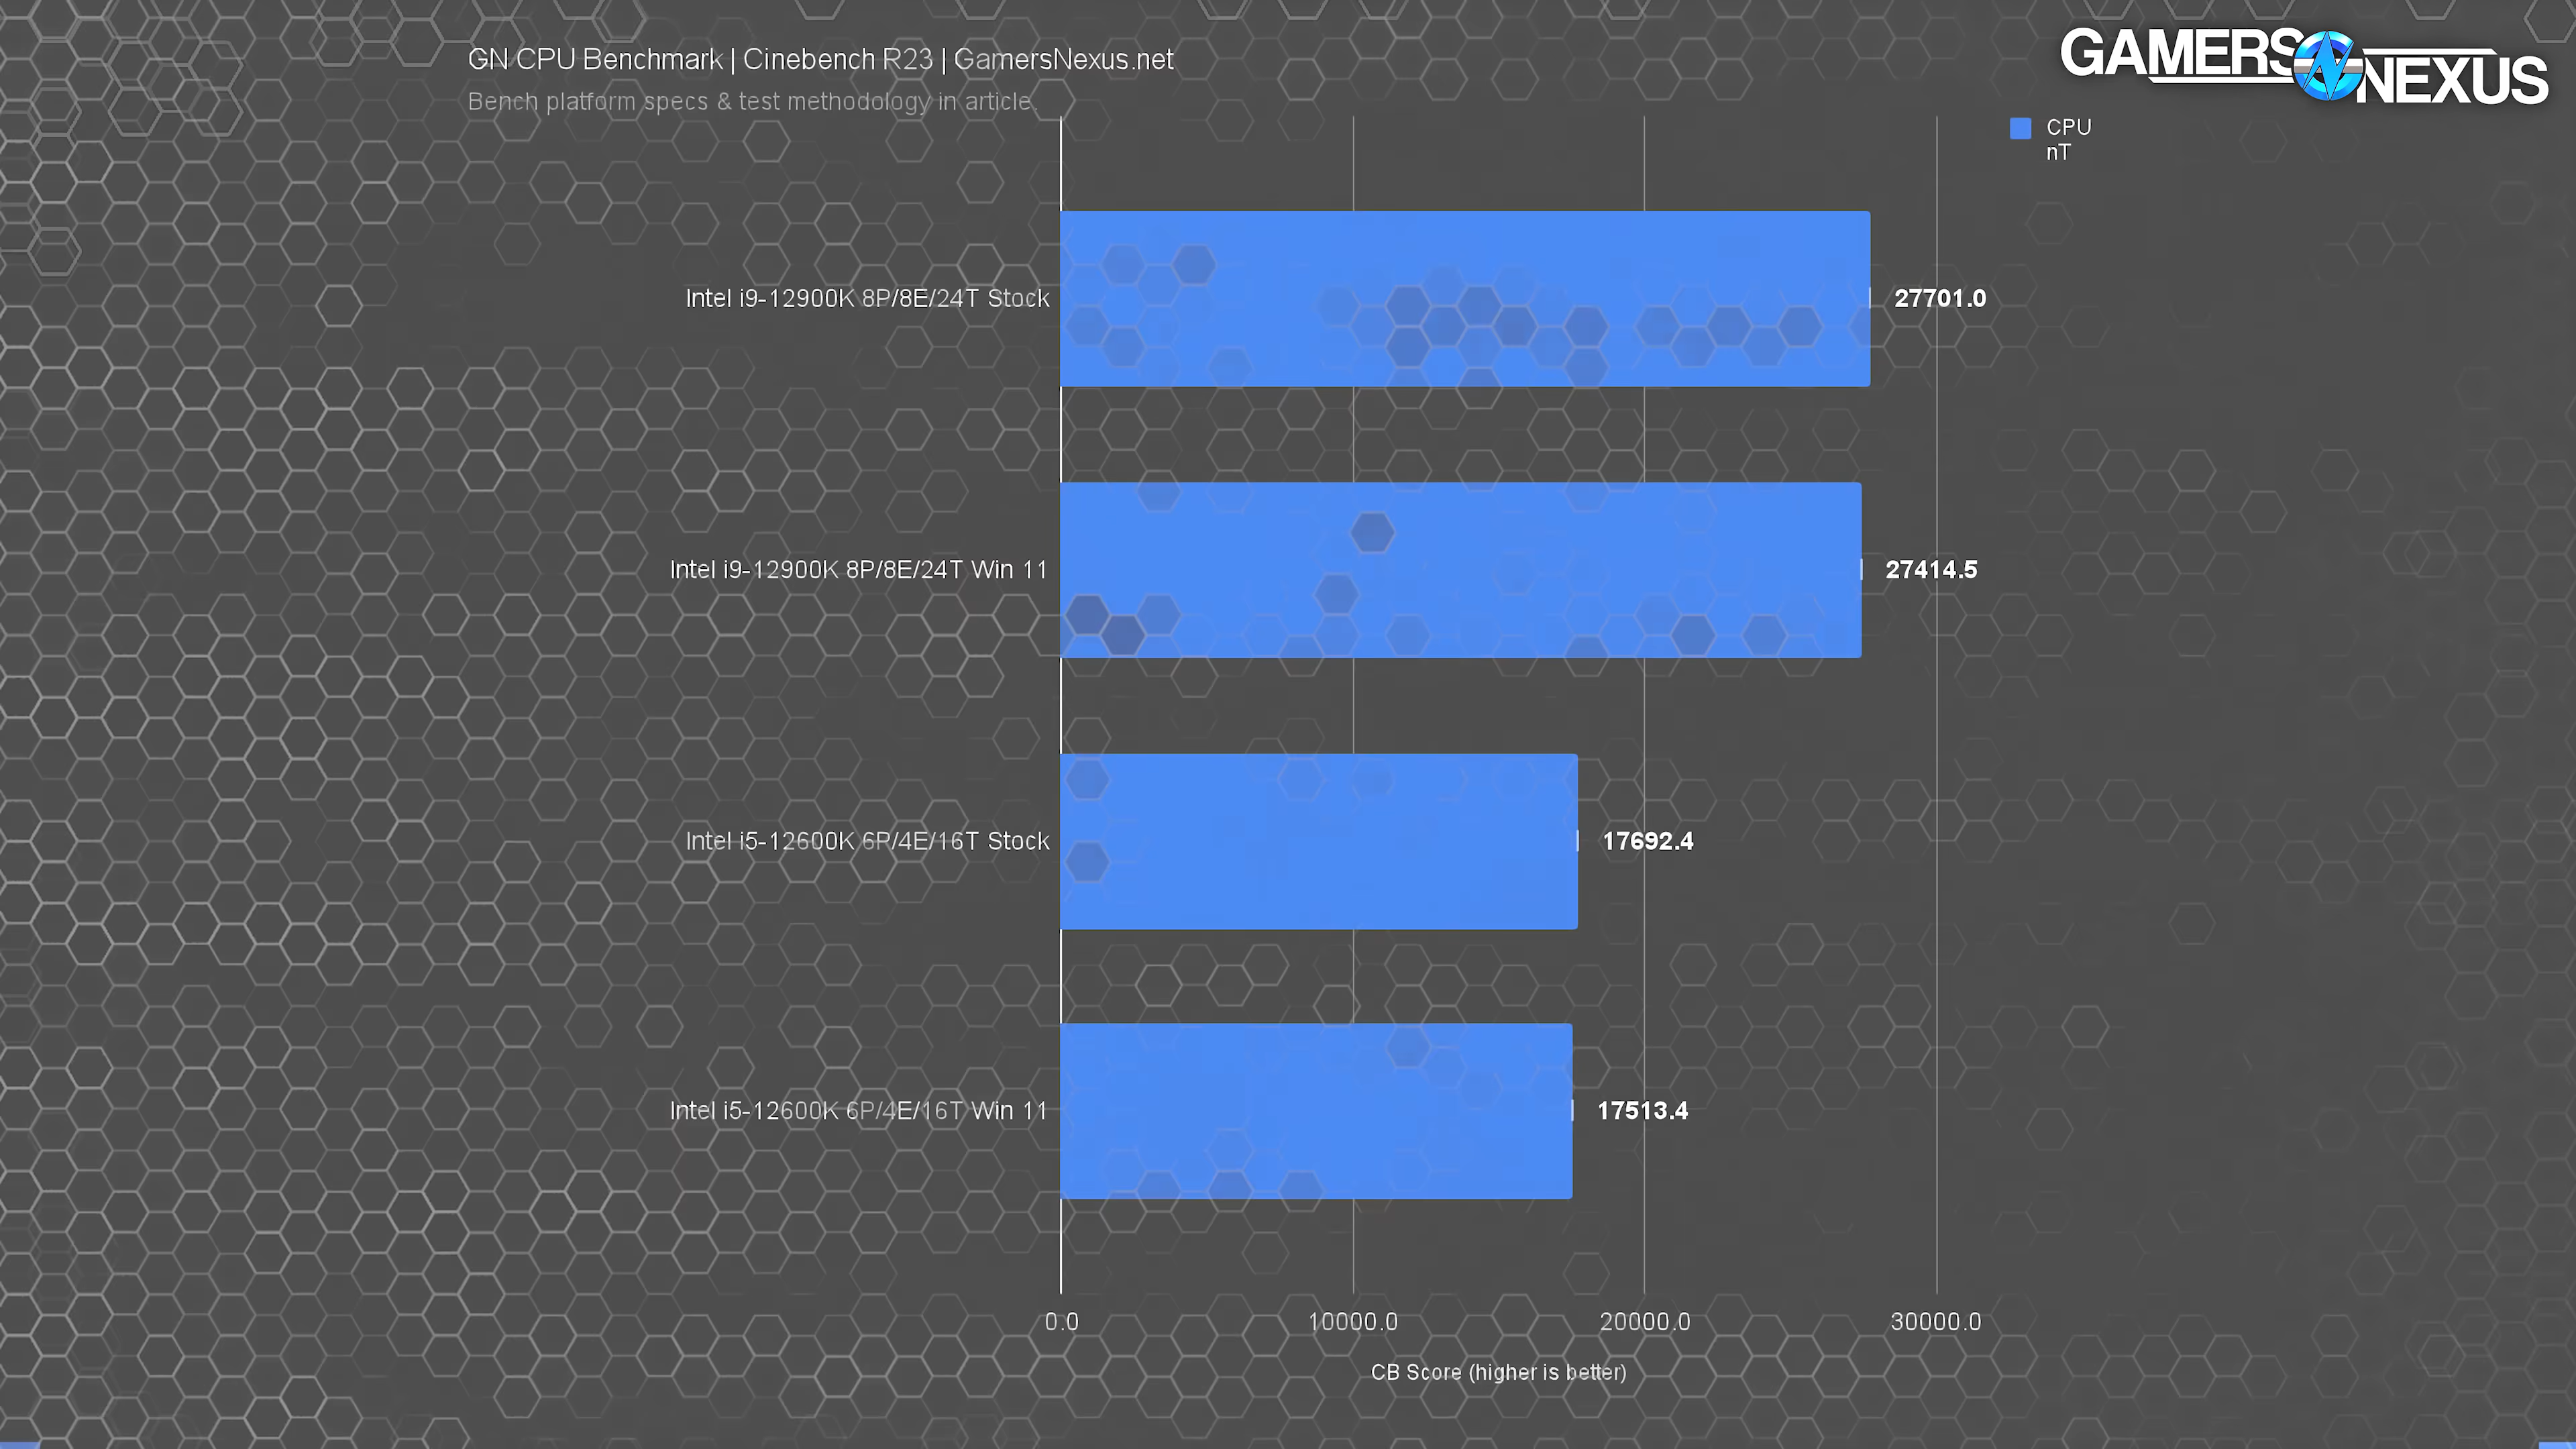 GN CPU Benchmark | Cinebench R23 | GamersNexus.net
Bench platform specs & test methodology in article.
GAMERS NEXUS
CPU
nT
Intel i9-12900K 8P/8E/24T Stock 27701.0
Intel i9-12900K 8P/8E/24T Win 11 27414.5
Intel i5-12600K 6P/4E/16T Stock 17692.4
Intel i5-12600K 6P/4E/16T Win 11 17513.4
0.0 10000.0 20000.0 30000.0
CB Score (higher is better)